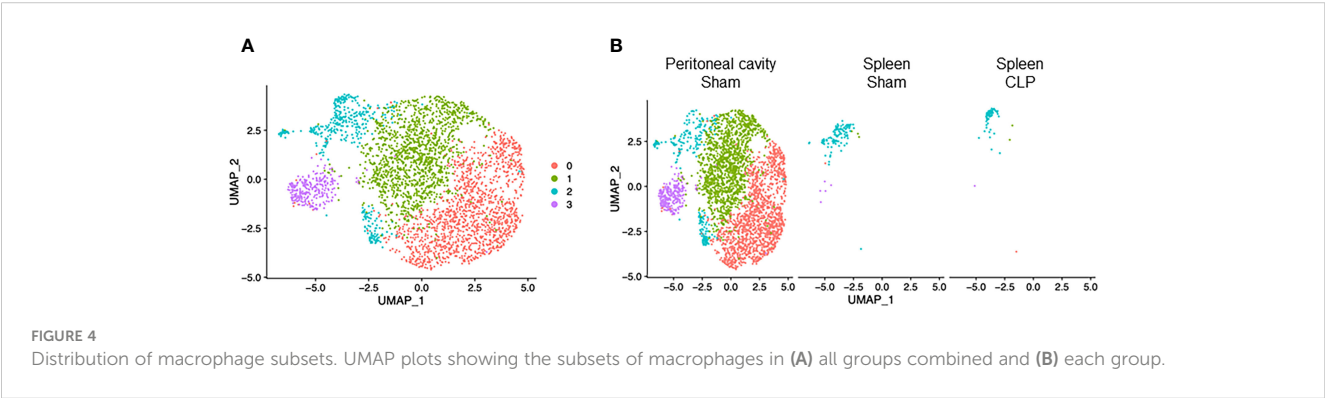 A
B
Peritoneal cavity
Sham
Spleen
Sham
Spleen
CLP
2.5
0.0
−2.5
−5.0
UMAP_2
−5.0
−2.5
0.0
2.5
5.0
UMAP_1
0
1
2
3
2.5
0.0
−2.5
−5.0
UMAP_2
−5.0
−2.5
0.0
2.5
5.0
−5.0
−2.5
0.0
2.5
5.0
−5.0
−2.5
0.0
2.5
5.0
UMAP_1
FIGURE 4
Distribution of macrophage subsets. UMAP plots showing the subsets of macrophages in (A) all groups combined and (B) each group.